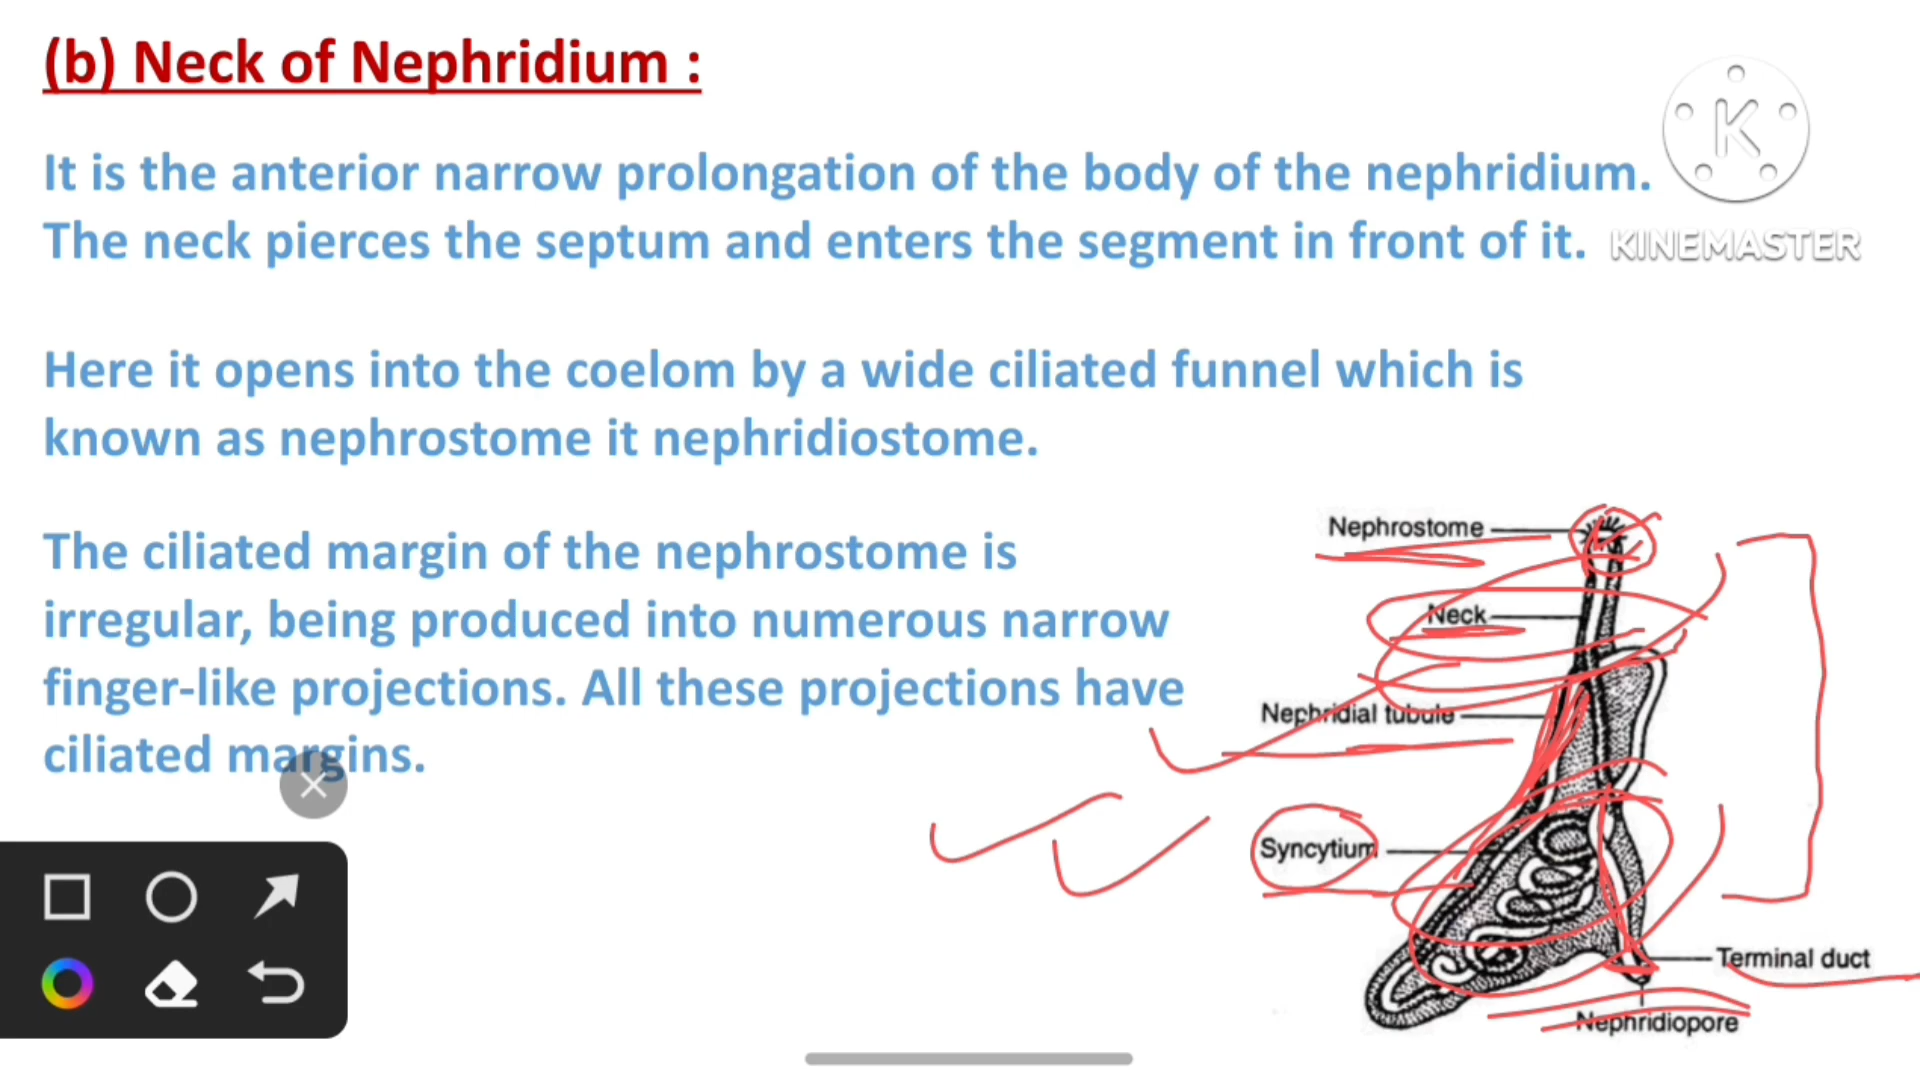 (b) Neck of Nephridium :
It is the anterior narrow prolongation of the body of the nephridium.
The neck pierces the septum and enters the segment in front of it.
KINEMASTER
Here it opens into the coelom by a wide ciliated funnel which is
known as nephrostome it nephridiostome.
The ciliated margin of the nephrostome is
irregular, being produced into numerous narrow
finger-like projections. All these projections have
ciliated margins.
Nephrostome
Neck
Nephridial tubule
Syncytium
Terminal duct
Nephridiopore